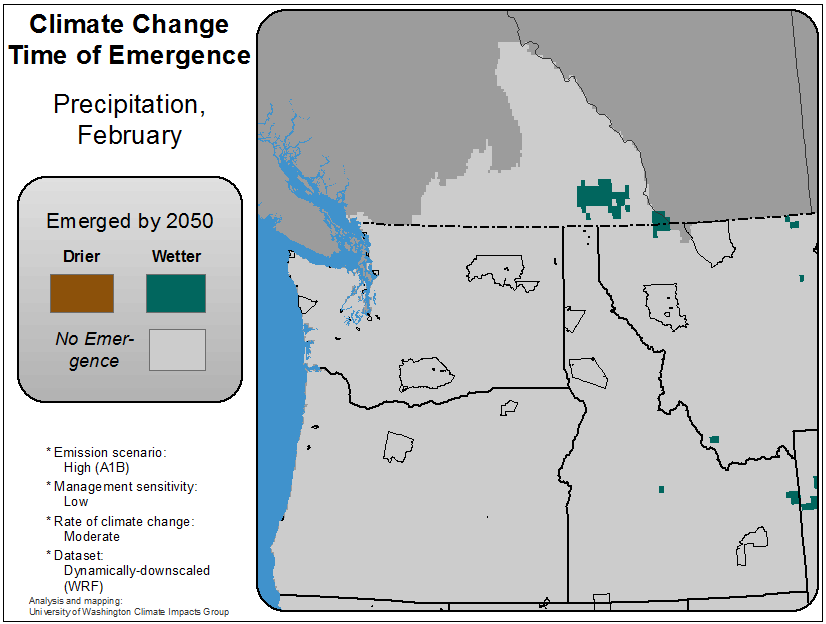 Climate Change
Time of Emergence
Precipitation,
February
Emerged by 2050
Drier Wetter
No Emer-
gence
* Emission scenario:
High (A1B)
* Management sensitivity:
Low
* Rate of climate change:
Moderate
* Dataset:
Dynamically-downscaled
(WRF)
Analysis and mapping:
University of Washington Climate Impacts Group